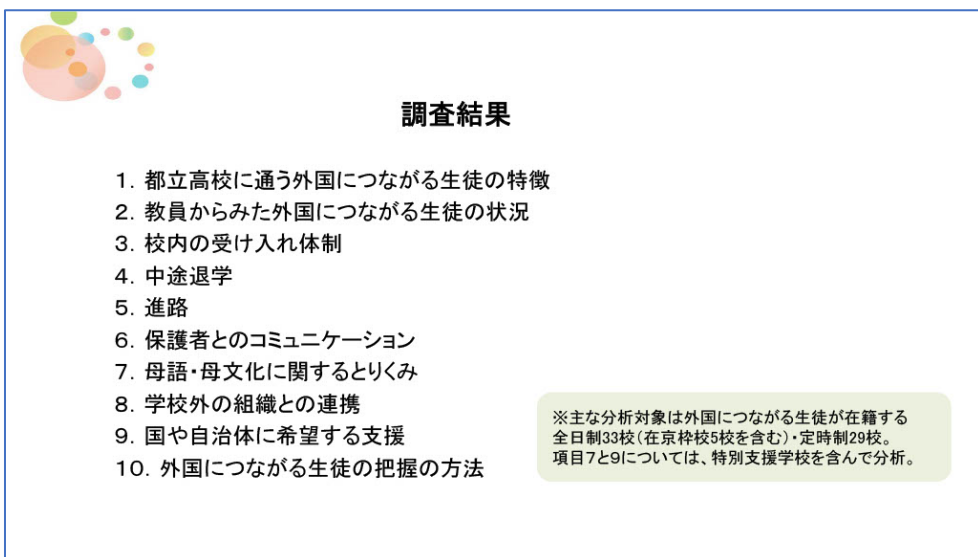 調査結果
1. 都立高校に通う外国につながる生徒の特徴
2. 教員からみた外国につながる生徒の状況
3. 校内の受け入れ体制
4. 中途退学
5. 進路
6. 保護者とのコミュニケーション
7. 母語・母文化に関するとりくみ
8. 学校外の組織との連携
9. 国や自治体に希望する支援
10. 外国につながる生徒の把握の方法
※主な分析対象は外国につながる生徒が在籍する
全日制33校(在京枠校5校を含む)・定時制29校。
項目7と9については、特別支援学校を含んで分析。